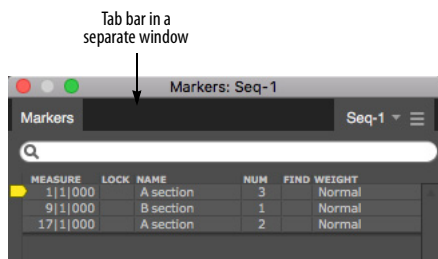 Tab bar in a
separate window
Markers: Seq-1
Markers Seq-1
MEASURE LOCK NAME NUM FIND WEIGHT
1|1|000 A section 3 Normal
9|1|000 B section 1 Normal
17|1|000 A section 2 Normal